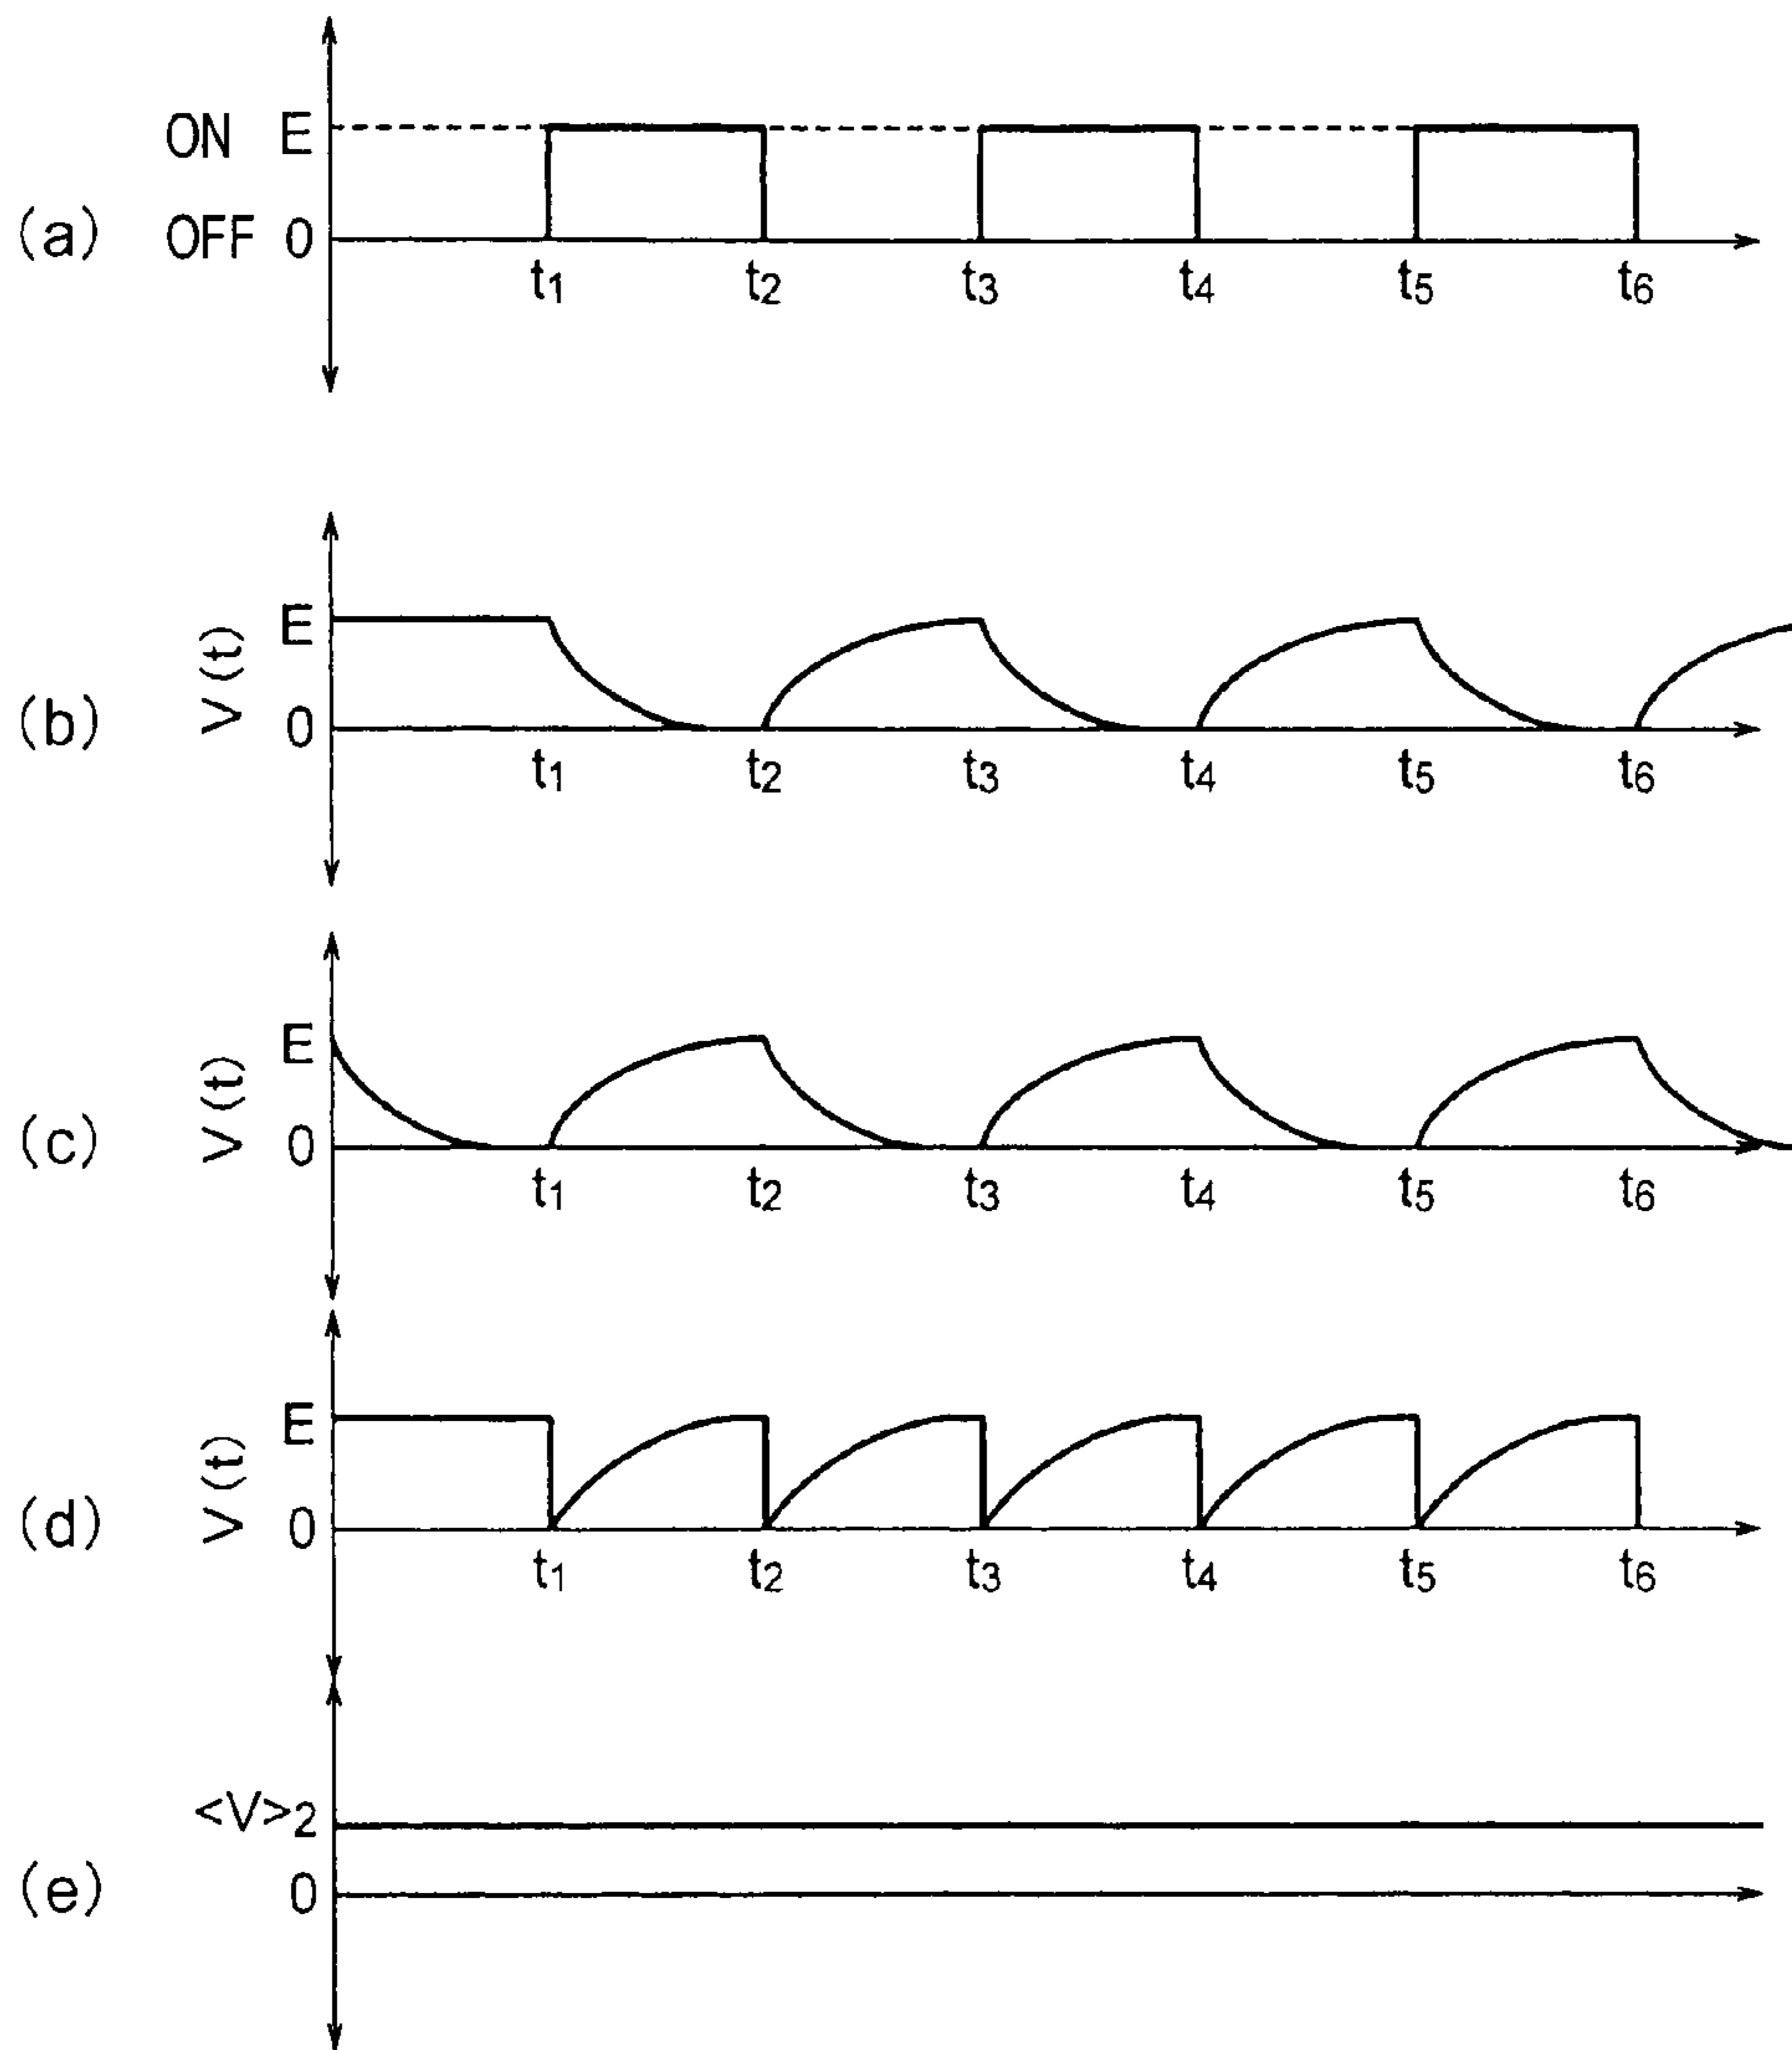 ON E
(a) OFF 0
t1 t2 t3 t4 t5 t6
E
V(t)
(b) 0
t1 t2 t3 t4 t5 t6
E
V(t)
(c) 0
t1 t2 t3 t4 t5 t6
E
V(t)
(d) 0
t1 t2 t3 t4 t5 t6
<V>2
(e) 0